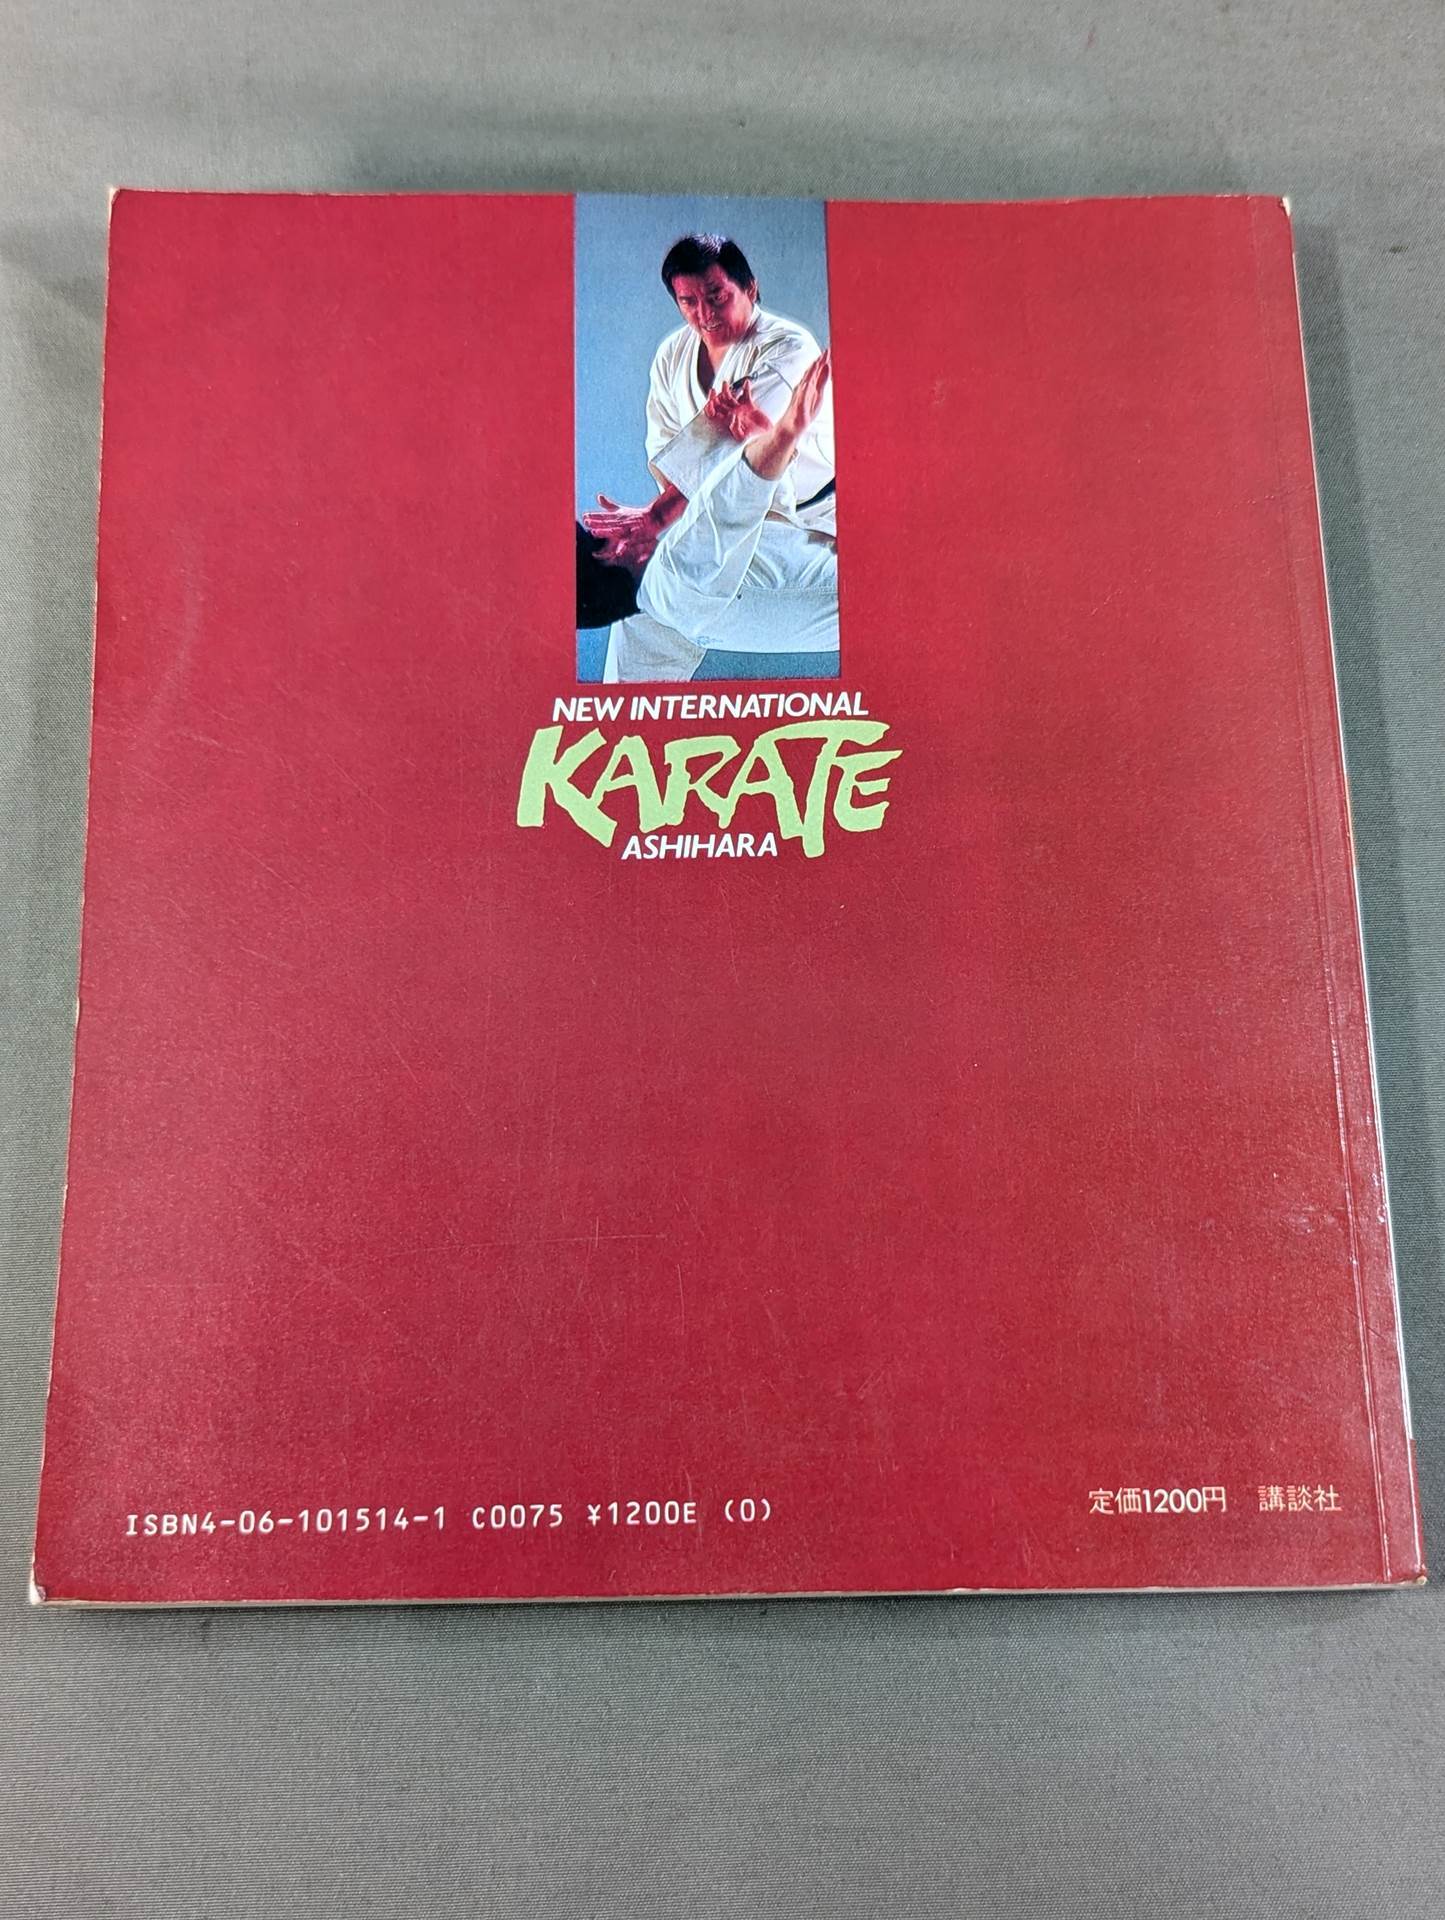 NEW INTERNATIONAL
KARATE
ASHIHARA
ISBN4-06-101514-1 C0075 ¥1200E (0)
定価1200円 講談社